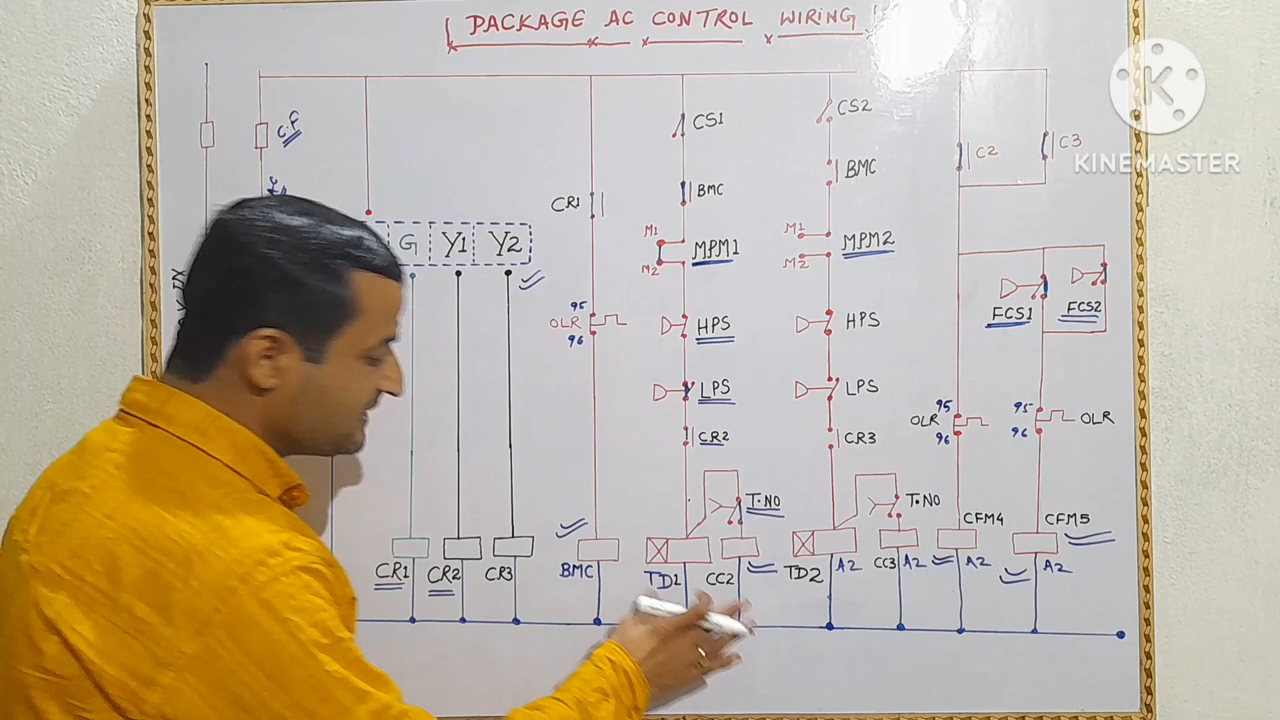 PACKAGE AC CONTROL WIRING
C.F
CS1
CS2
C2
C3
KINEMASTER
BMC
BMC
CR1
M1
M2
MPM1
M1
M2
MPM2
G Y1 Y2
FCS1
FCS2
95
OLR
96
HPS
HPS
LPS
LPS
CR2
CR3
95
OLR
96
95
OLR
96
T.NO
T.NO
CFM4
CFM5
CR1
CR2
CR3
BMC
TD1
CC2
TD2
A2
CC3
A2
A2
A2